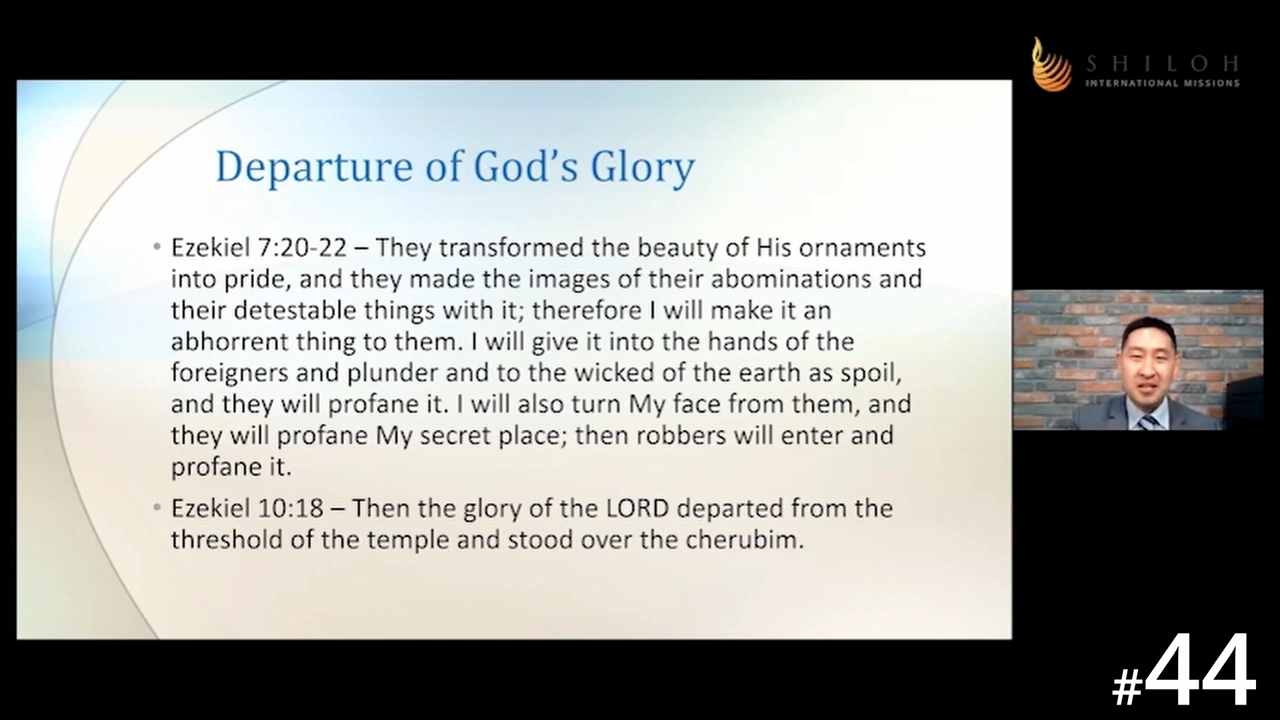 SHILOH
INTERNATIONAL MISSIONS
Departure of God’s Glory
• Ezekiel 7:20-22 – They transformed the beauty of His ornaments
into pride, and they made the images of their abominations and
their detestable things with it; therefore I will make it an
abhorrent thing to them. I will give it into the hands of the
foreigners and plunder and to the wicked of the earth as spoil,
and they will profane it. I will also turn My face from them, and
they will profane My secret place; then robbers will enter and
profane it.
• Ezekiel 10:18 – Then the glory of the LORD departed from the
threshold of the temple and stood over the cherubim.
#44